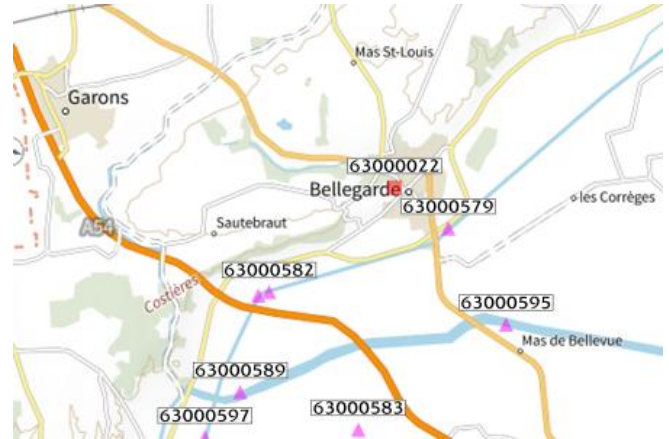 Mas St-Louis
Garons
63000022
Bellegarde
les Corrèges
63000579
A54
Sautebraut
63000582
Costières
63000595
Mas de Bellevue
63000589
63000583
63000597